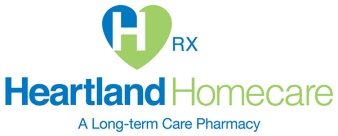 H RX
Heartland Homecare
A Long-term Care Pharmacy